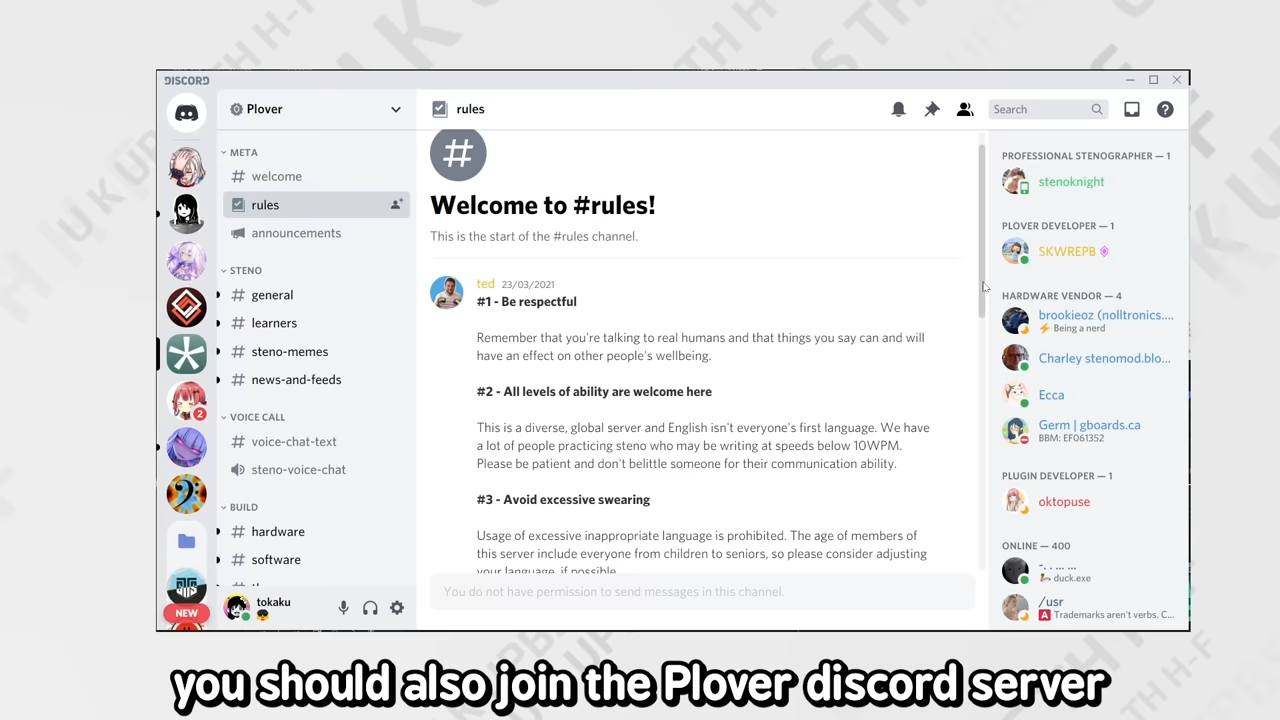 DISCORD
Plover
META
welcome
rules
announcements
STENO
general
learners
steno-memes
news-and-feeds
VOICE CALL
voice-chat-text
steno-voice-chat
BUILD
hardware
software
2
NEW
tokaku
rules
Search
#
Welcome to #rules!
This is the start of the #rules channel.
ted 23/03/2021
#1 - Be respectful
Remember that you're talking to real humans and that things you say can and will
have an effect on other people's wellbeing.
#2 - All levels of ability are welcome here
This is a diverse, global server and English isn't everyone's first language. We have
a lot of people practicing steno who may be writing at speeds below 10WPM.
Please be patient and don't belittle someone for their communication ability.
#3 - Avoid excessive swearing
Usage of excessive inappropriate language is prohibited. The age of members of
this server include everyone from children to seniors, so please consider adjusting
your language, if possible.
You do not have permission to send messages in this channel.
PROFESSIONAL STENOGRAPHER — 1
stenoknight
PLOVER DEVELOPER — 1
SKWREPB
HARDWARE VENDOR — 4
brookieoz (nolltronics....
⚡ Being a nerd
Charley stenomod.blo...
Ecca
Germ | gboards.ca
BBM: EF061352
PLUGIN DEVELOPER — 1
oktopuse
ONLINE — 400
-. . ... ...
duck.exe
/usr
A Trademarks aren't verbs. C...
you should also join the Plover discord server